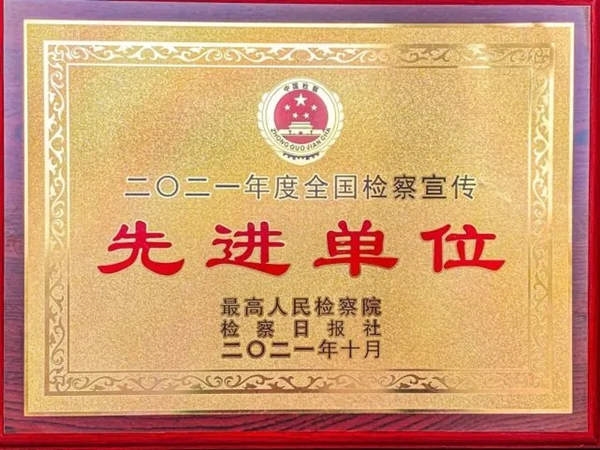 中国检察
ZHONG GUO JIAN CHA
二〇二一年度全国检察宣传
先进单位
最高人民检察院
检察日报社
二〇二一年十月